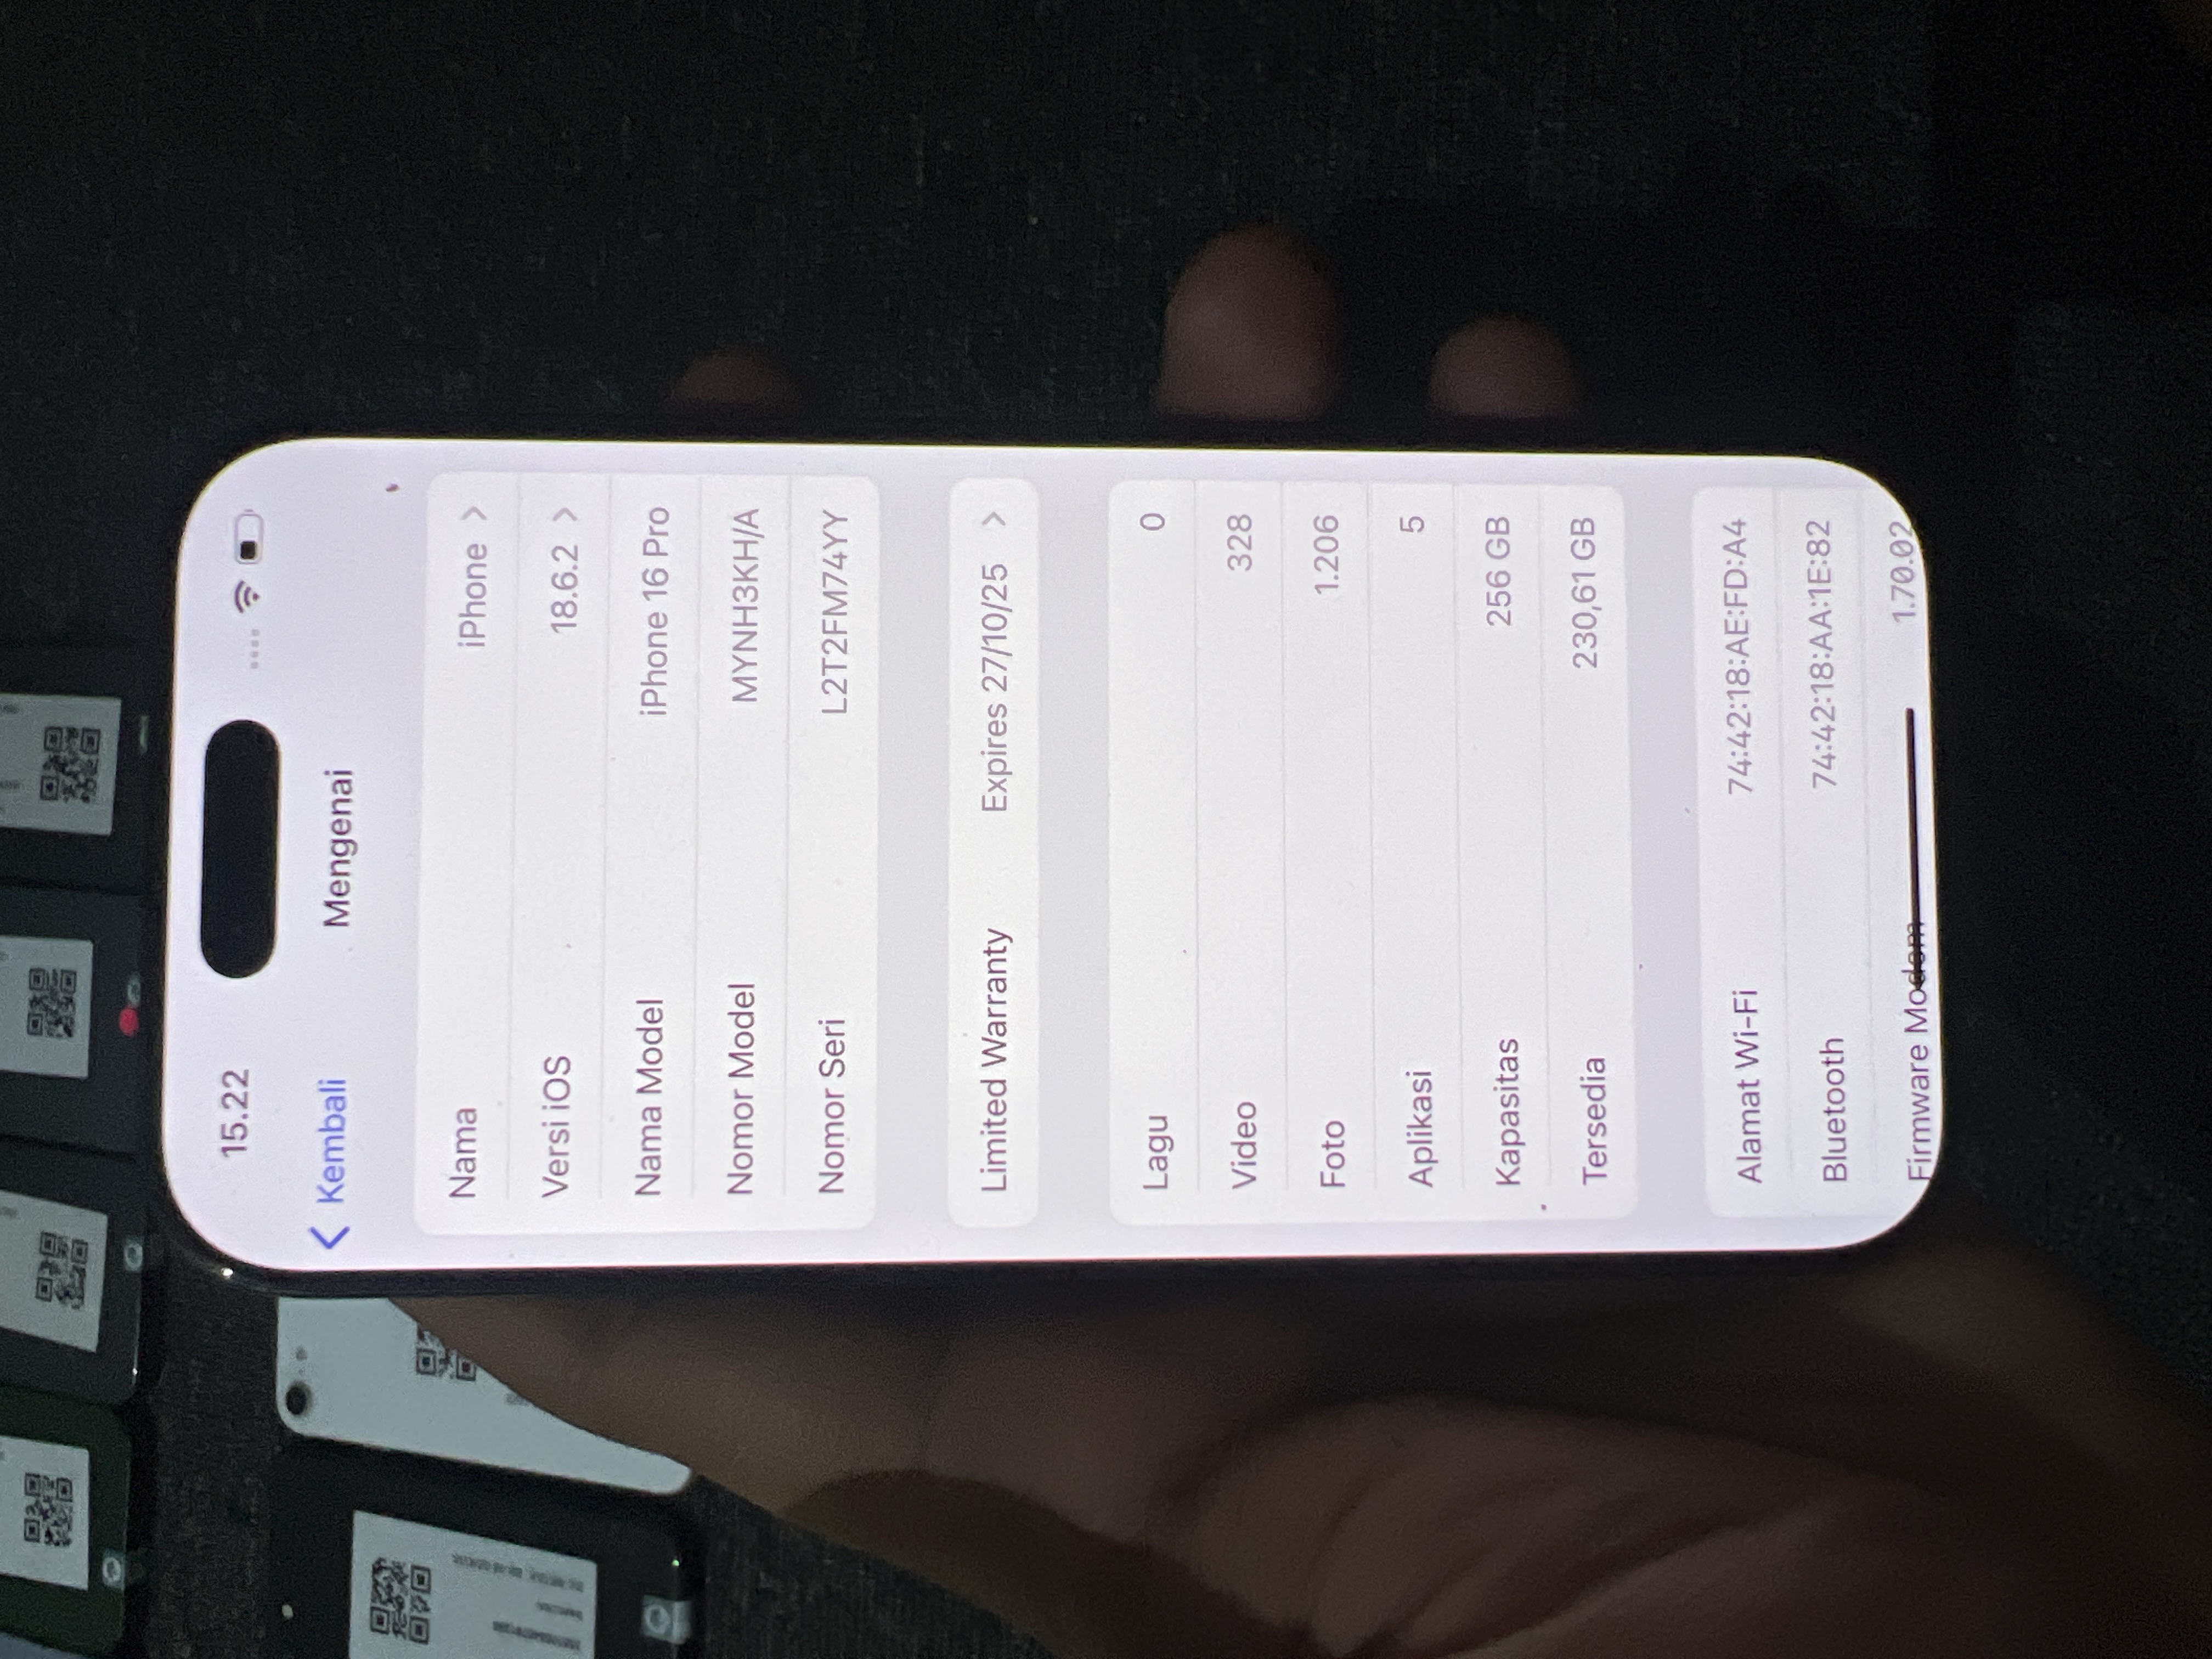 15.22
Kembali
Mengenai
Nama iPhone
Versi iOS 18.6.2
Nama Model iPhone 16 Pro
Nomor Model MYNH3KH/A
Nomor Seri L2T2FM74YY
Limited Warranty Expires 27/10/25
Lagu 0
Video 328
Foto 1.206
Aplikasi 5
Kapasitas 256 GB
Tersedia 230,61 GB
Alamat Wi-Fi 74:42:18:AE:FD:A4
Bluetooth 74:42:18:AA:1E:82
Firmware Modem 1.70.02